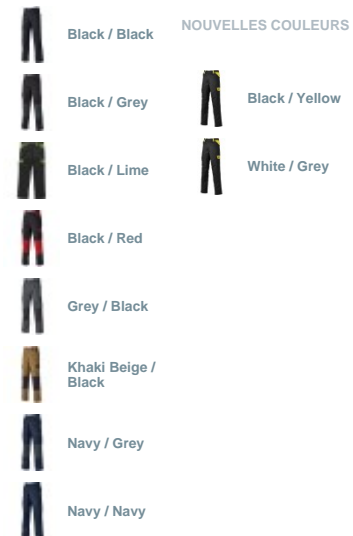 Black / Black
Black / Grey
Black / Lime
Black / Red
Grey / Black
Khaki Beige /
Black
Navy / Grey
Navy / Navy
NOUVELLES COULEURS
Black / Yellow
White / Grey